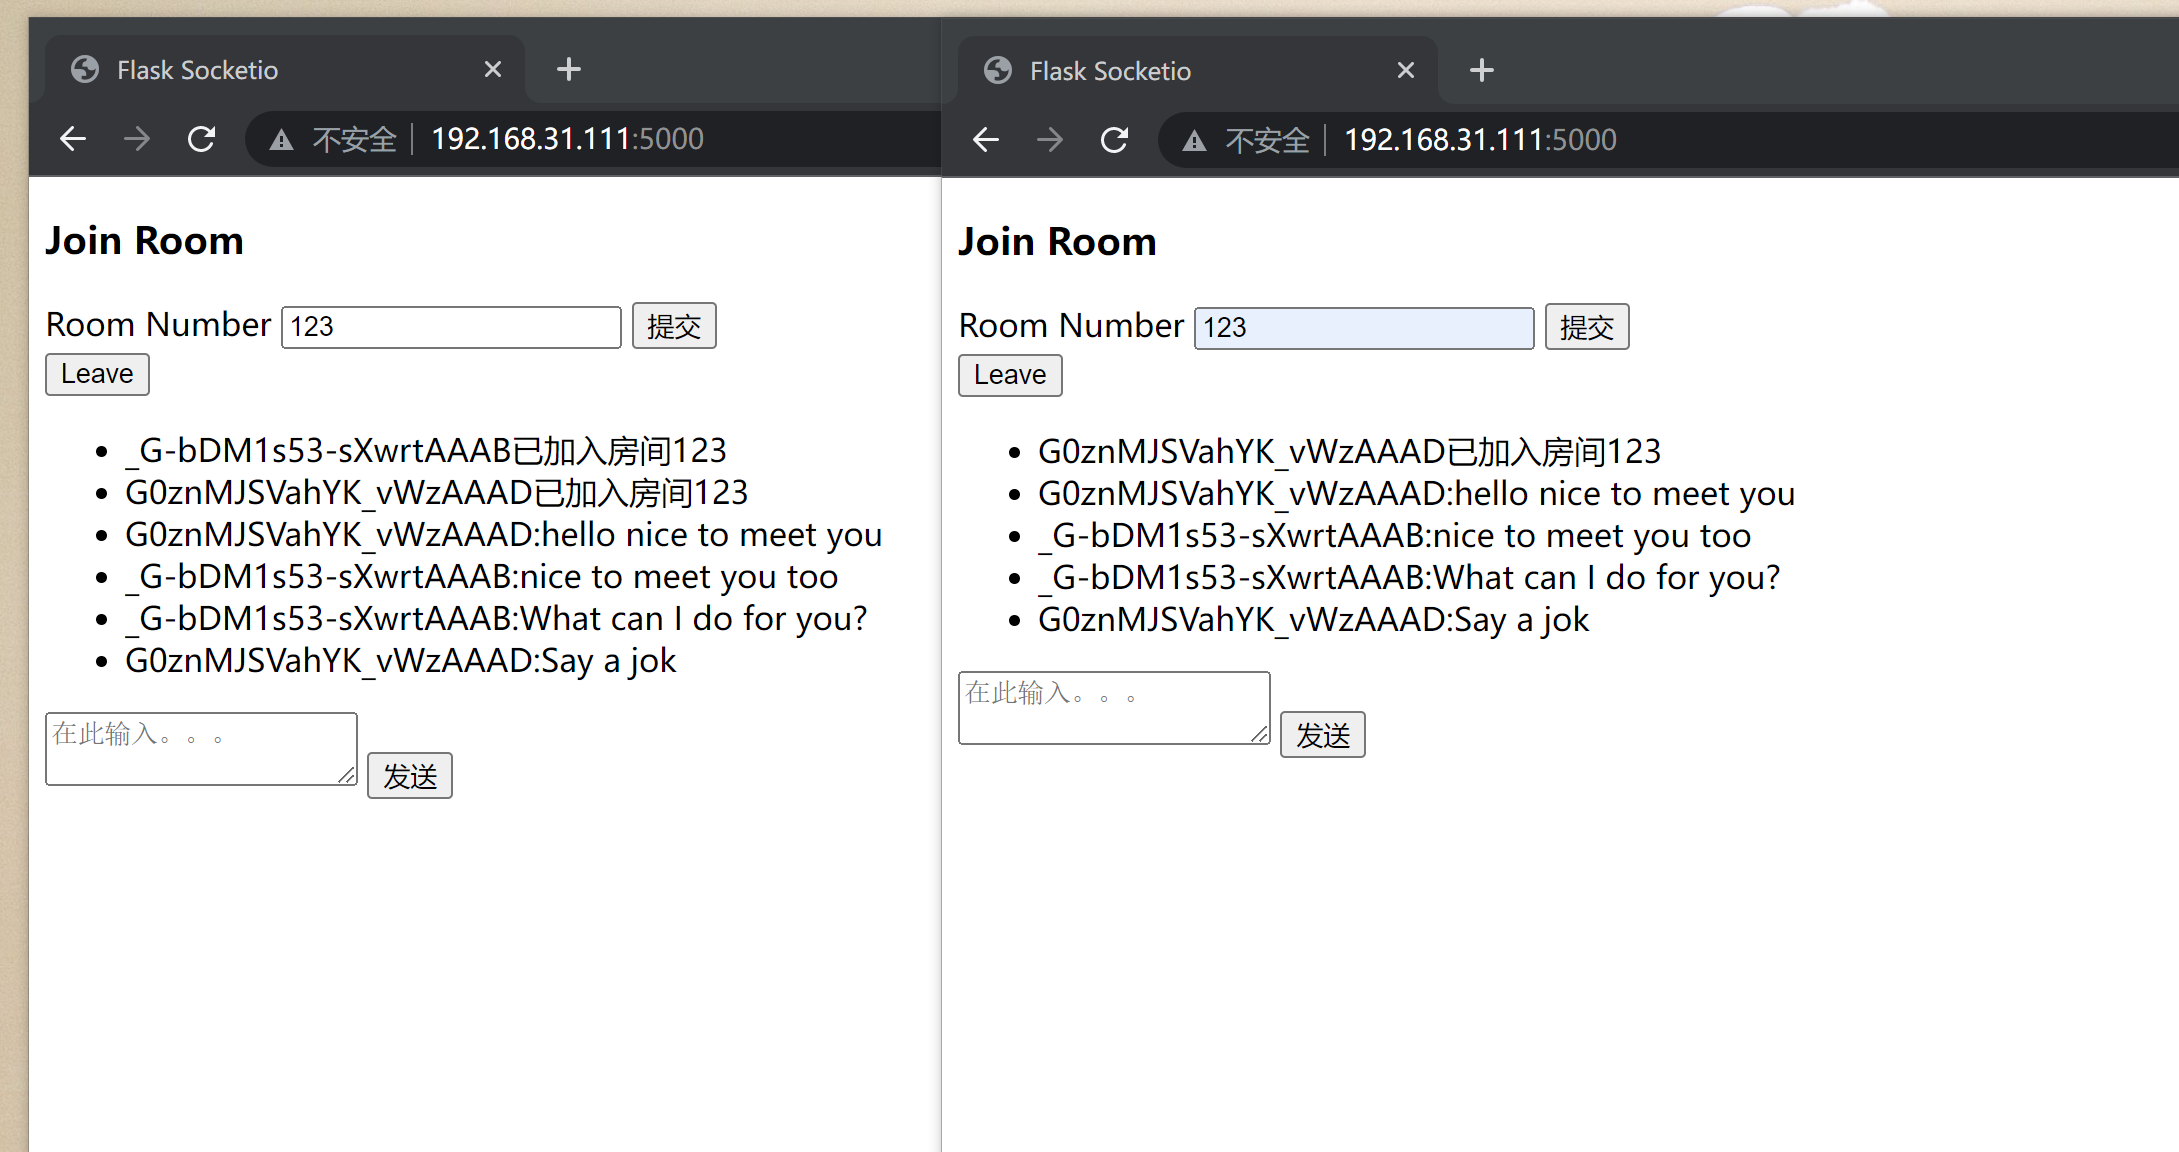 Flask Socketio
不安全 192.168.31.111:5000
Join Room
Room Number 123 提交
Leave
_G-bDM1s53-sXwrtAAAB已加入房间123
G0znMJSVahYK_vWzAAAD已加入房间123
G0znMJSVahYK_vWzAAAD:hello nice to meet you
_G-bDM1s53-sXwrtAAAB:nice to meet you too
_G-bDM1s53-sXwrtAAAB:What can I do for you?
G0znMJSVahYK_vWzAAAD:Say a jok
在此输入。。。 发送
Flask Socketio
不安全 192.168.31.111:5000
Join Room
Room Number 123 提交
Leave
G0znMJSVahYK_vWzAAAD已加入房间123
G0znMJSVahYK_vWzAAAD:hello nice to meet you
_G-bDM1s53-sXwrtAAAB:nice to meet you too
_G-bDM1s53-sXwrtAAAB:What can I do for you?
G0znMJSVahYK_vWzAAAD:Say a jok
在此输入。。。 发送